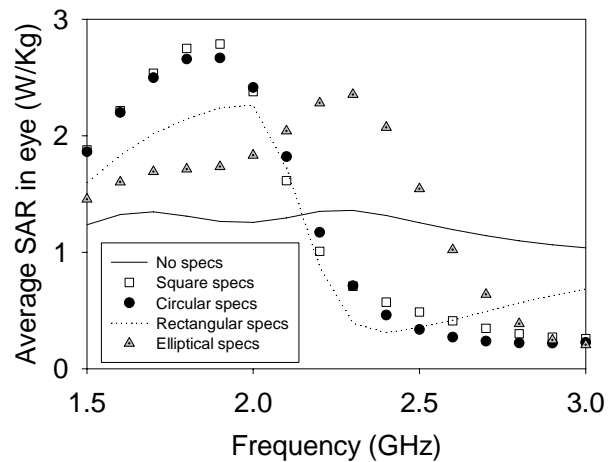 Average SAR in eye (W/Kg)
3
2
1
0
No specs
Square specs
Circular specs
Rectangular specs
Elliptical specs
1.5 2.0 2.5 3.0
Frequency (GHz)